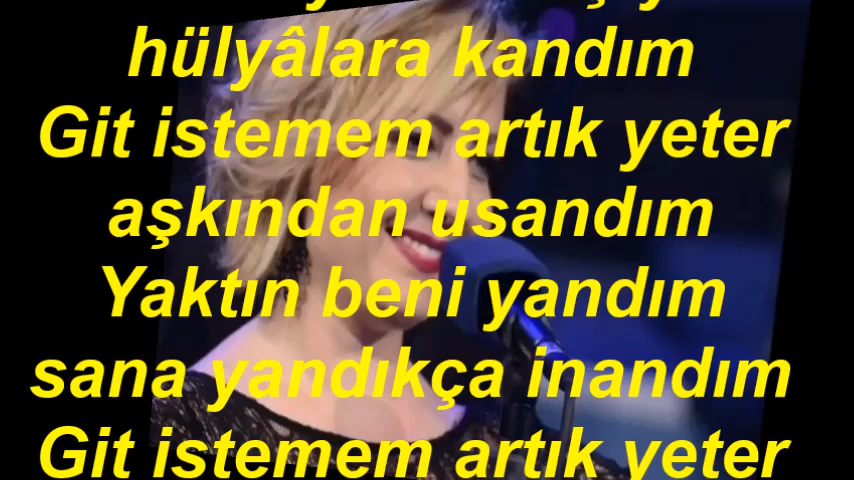 hülyâlara kandım
Git istemem artık yeter
aşkından usandım
Yaktın beni yandım
sana yandıkça inandım
Git istemem artık yeter